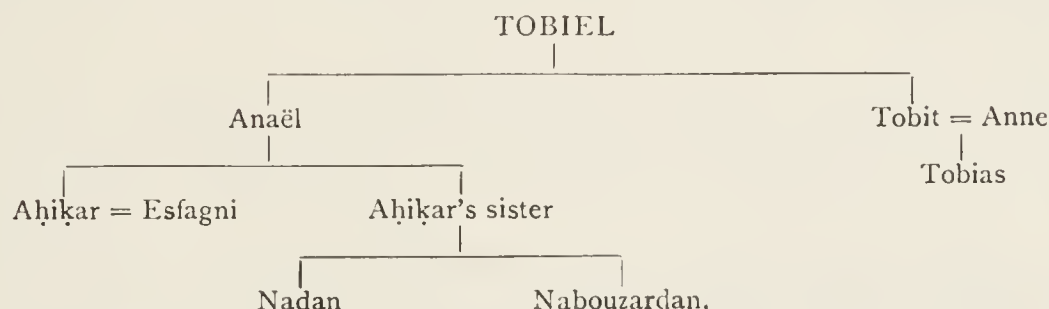 TOBIEL
Anaël Tobit = Anne
Tobias
Aḥiḳar = Esfagni Aḥiḳar's sister
Nadan Nabouzardan.